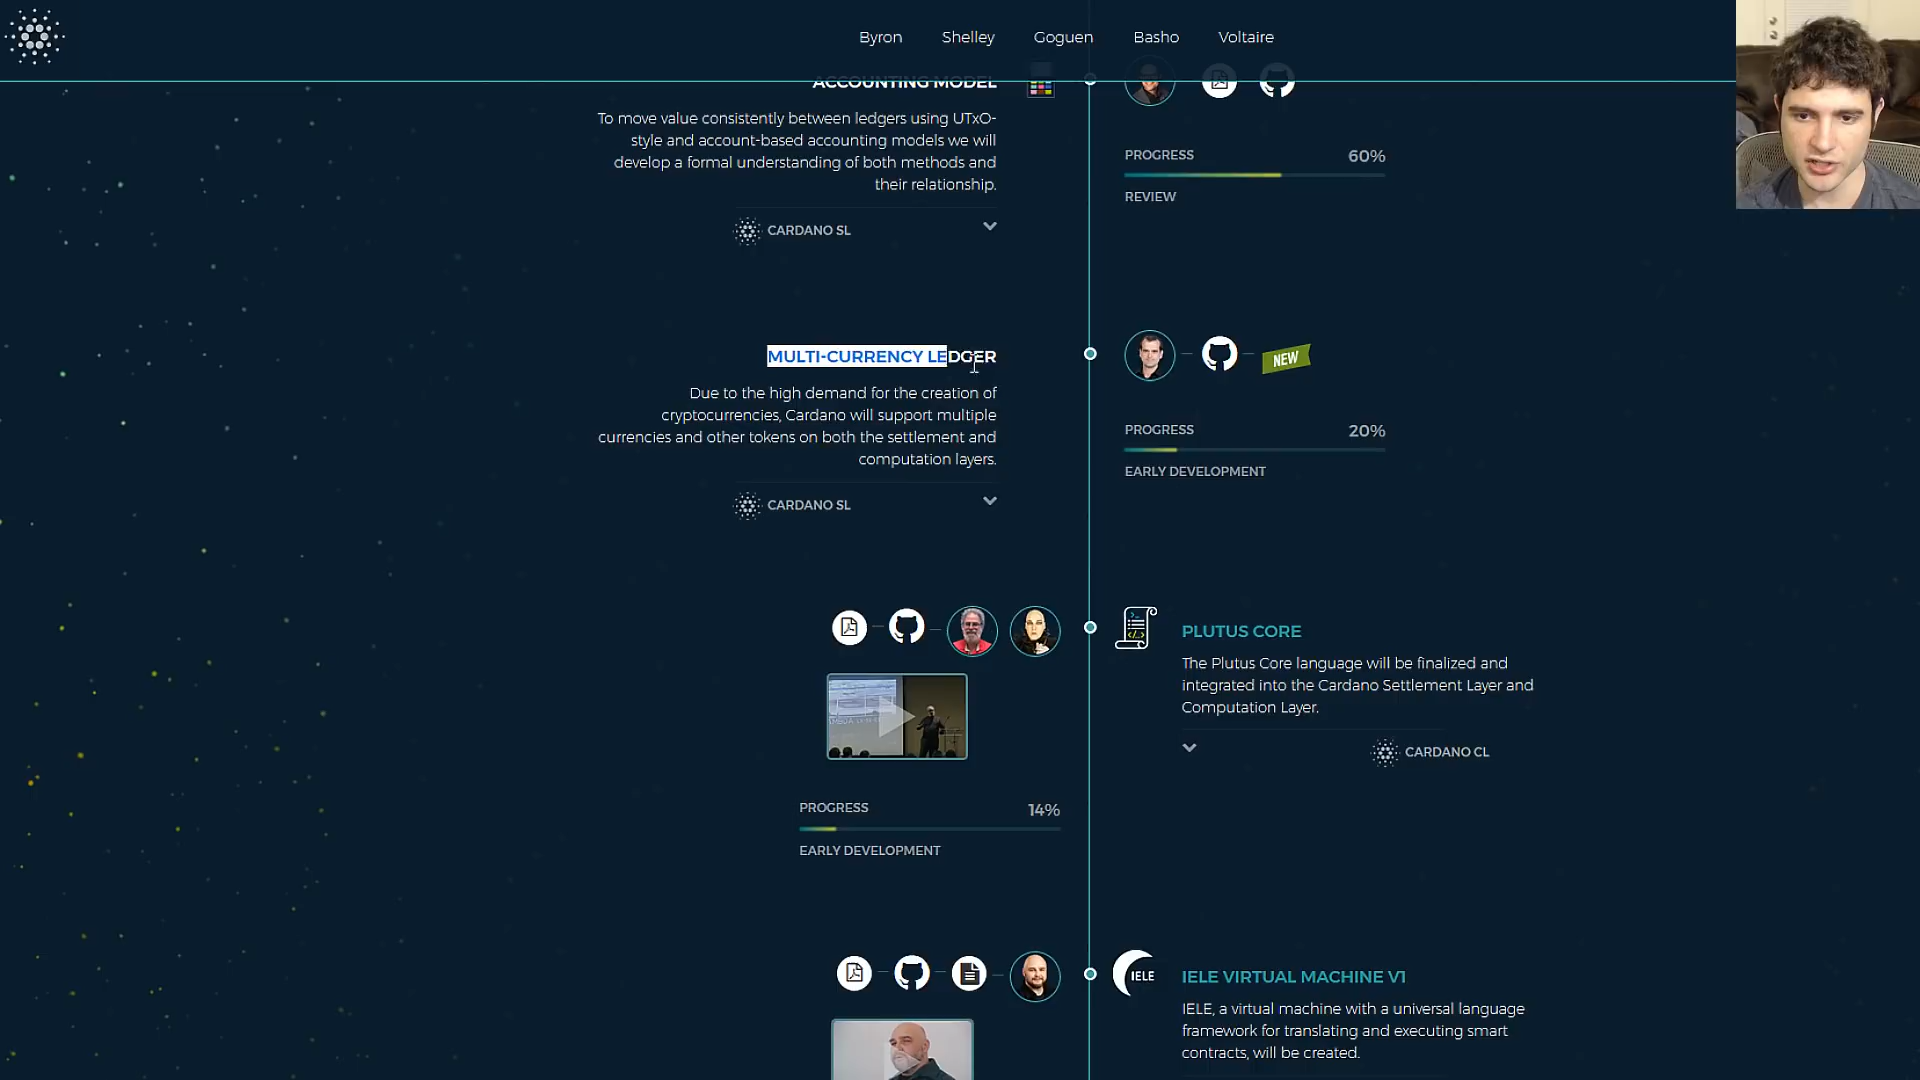 Byron Shelley Goguen Basho Voltaire
ACCOUNTING MODEL
To move value consistently between ledgers using UTxO-
style and account-based accounting models we will
develop a formal understanding of both methods and
their relationship.
CARDANO SL
PROGRESS 60%
REVIEW
MULTI-CURRENCY LEDGER
Due to the high demand for the creation of
cryptocurrencies, Cardano will support multiple
currencies and other tokens on both the settlement and
computation layers.
CARDANO SL
NEW
PROGRESS 20%
EARLY DEVELOPMENT
PLUTUS CORE
The Plutus Core language will be finalized and
integrated into the Cardano Settlement Layer and
Computation Layer.
CARDANO CL
PROGRESS 14%
EARLY DEVELOPMENT
IELE
IELE VIRTUAL MACHINE V1
IELE, a virtual machine with a universal language
framework for translating and executing smart
contracts, will be created.